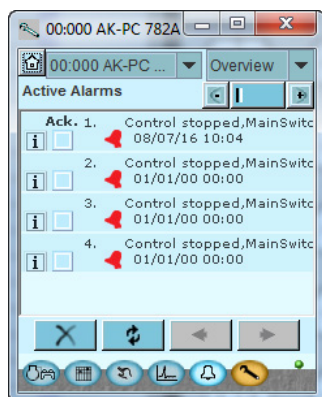 00:000 AK-PC 782A
00:000 AK-PC ... Overview
Active Alarms
Ack. 1. Control stopped,MainSwitc
i 08/07/16 10:04
2. Control stopped,MainSwitc
i 01/01/00 00:00
3. Control stopped,MainSwitc
i 01/01/00 00:00
4. Control stopped,MainSwitc
i 01/01/00 00:00